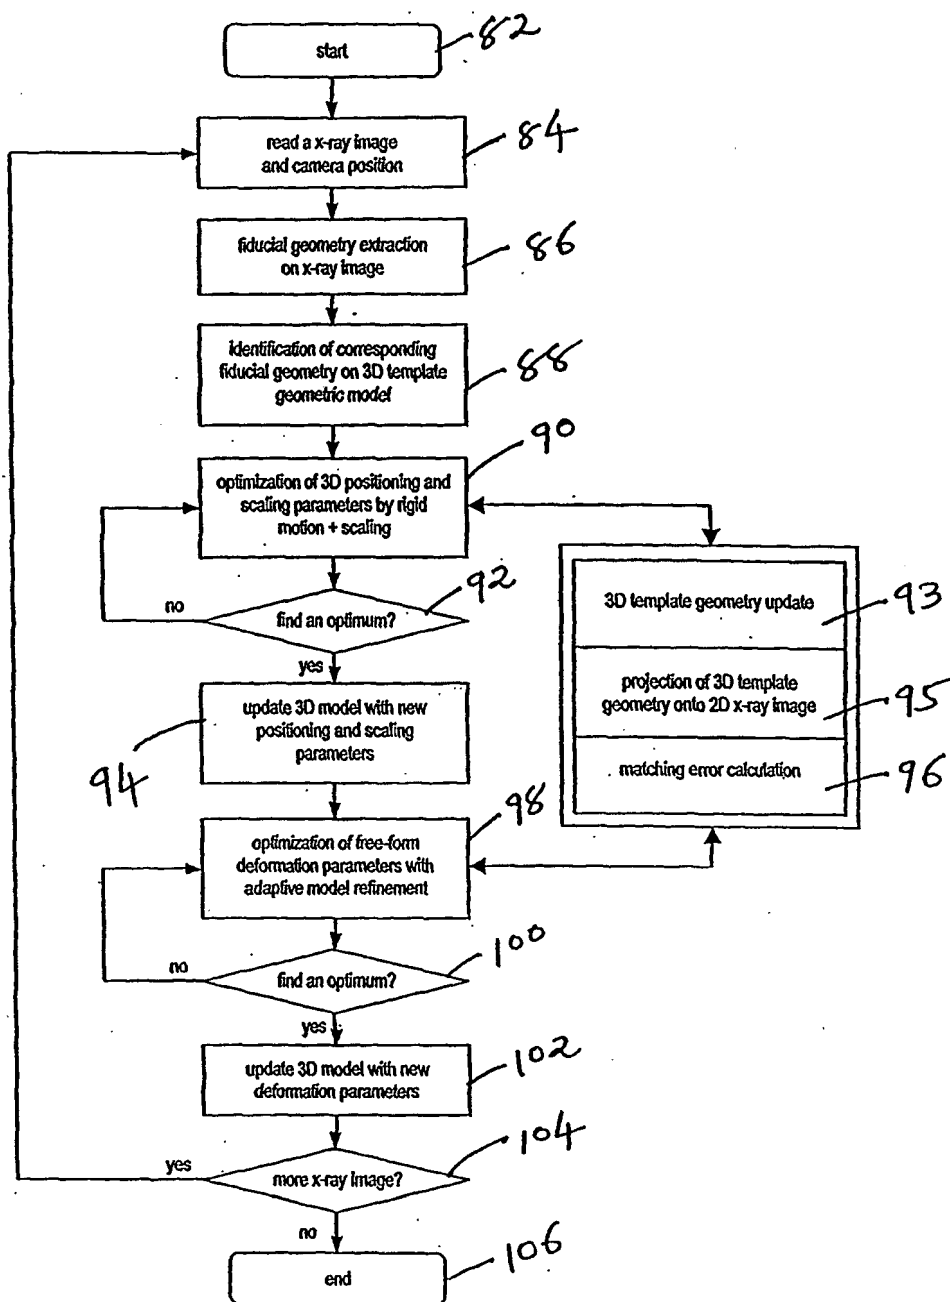 start
82
read a x-ray image
and camera position
84
fiducial geometry extraction
on x-ray image
86
identification of corresponding
fiducial geometry on 3D template
geometric model
88
90
optimization of 3D positioning and
scaling parameters by rigid
motion + scaling
no
find an optimum?
92
yes
3D template geometry update
93
projection of 3D template
geometry onto 2D x-ray image
95
matching error calculation
96
update 3D model with new
positioning and scaling
parameters
94
98
optimization of free-form
deformation parameters with
adaptive model refinement
no
find an optimum?
100
yes
update 3D model with new
deformation parameters
102
yes
more x-ray image?
104
no
end
106